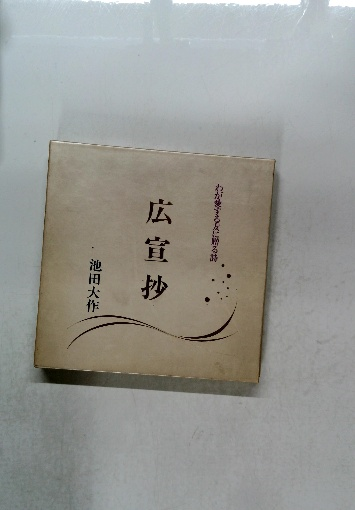 わが愛する友に贈る詩
広宣抄
池田大作